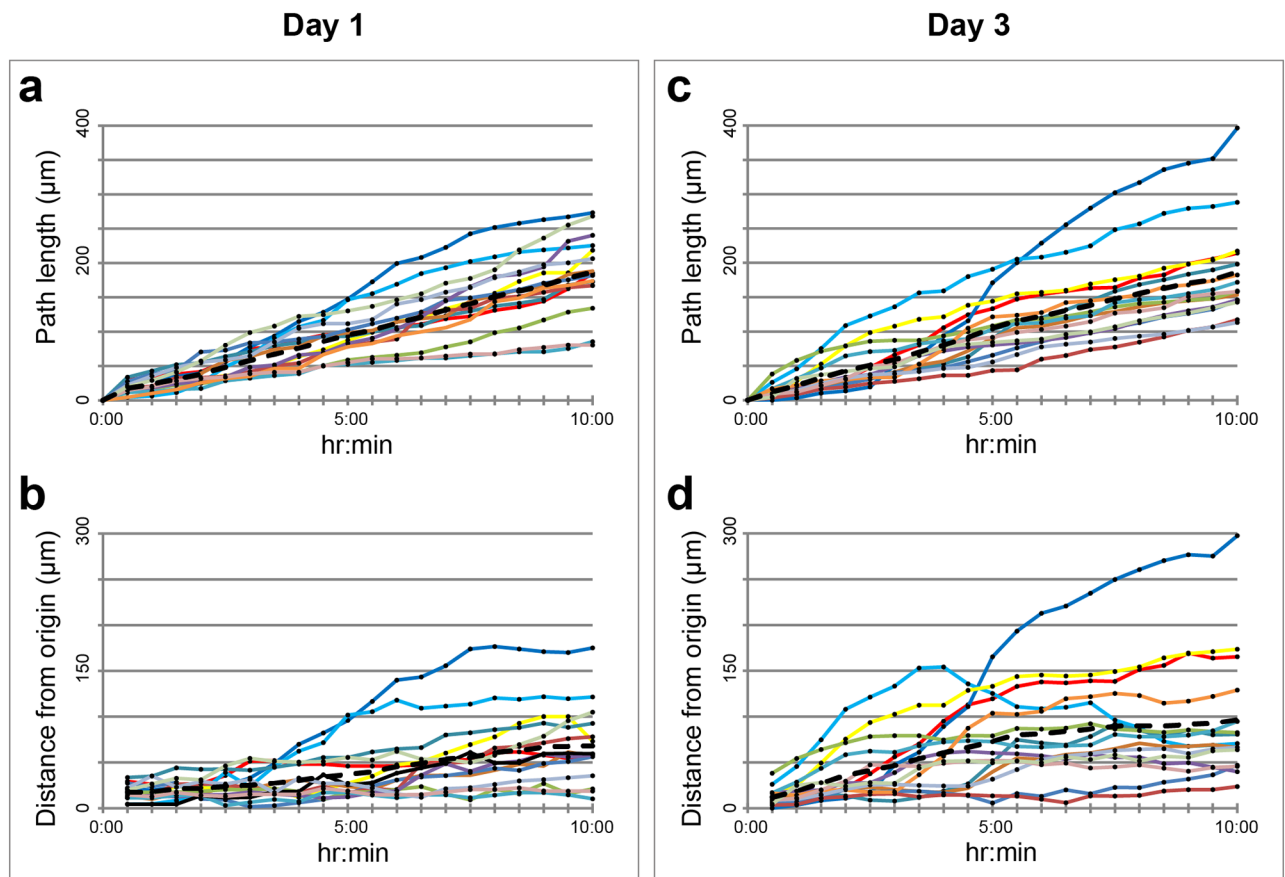 Day 1
Day 3
a
400
200
0
Path length (µm)
0:00
5:00
10:00
hr:min
c
400
200
0
Path length (µm)
0:00
5:00
10:00
hr:min
b
300
150
0
Distance from origin (µm)
0:00
5:00
10:00
hr:min
d
300
150
0
Distance from origin (µm)
0:00
5:00
10:00
hr:min